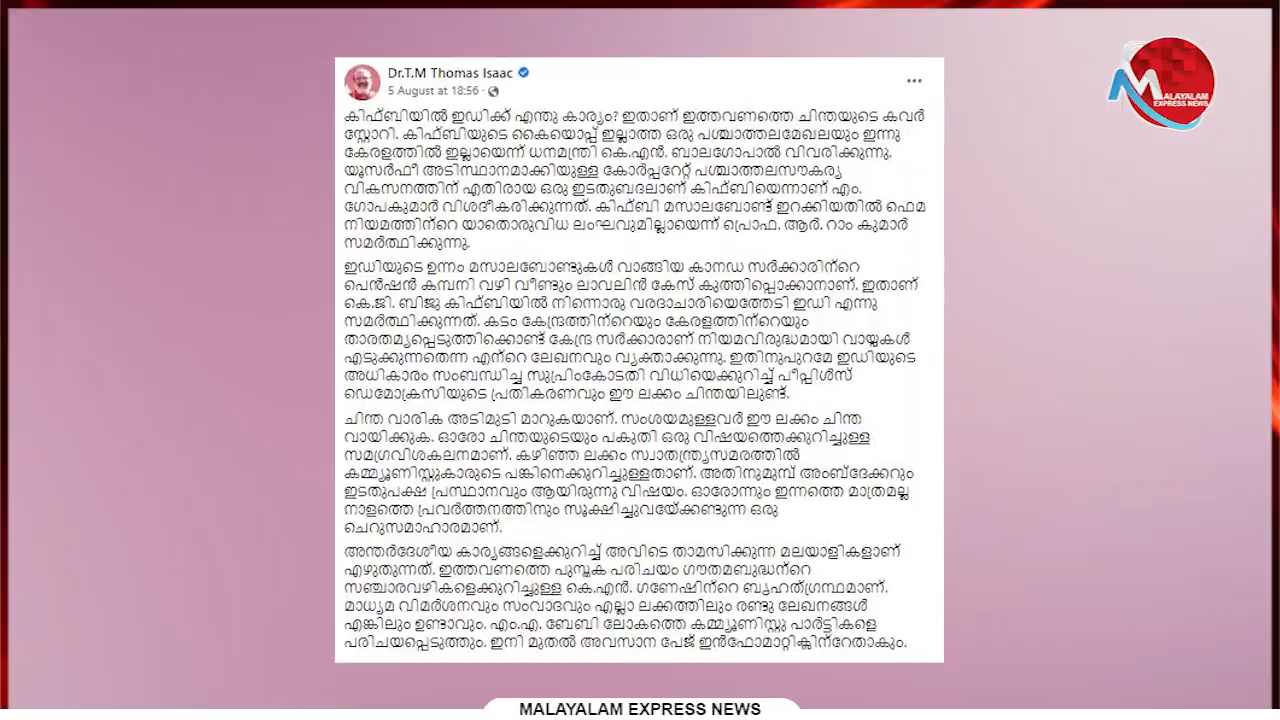 Dr.T.M Thomas Isaac
5 August at 18:56 ·
കിഫ്ബിയിൽ ഇഡിക്ക് എന്തു കാര്യം? ഇതാണ് ഇത്തവണത്തെ ചിന്തയുടെ കവർ
സ്റ്റോറി. കിഫ്ബിയുടെ കൈയൊപ്പ് ഇല്ലാത്ത ഒരു പശ്ചാത്തലമേഖലയും ഇന്നു
കേരളത്തിൽ ഇല്ലായെന്ന് ധനമന്ത്രി കെ.എൻ. ബാലഗോപാൽ വിവരിക്കുന്നു.
യൂസർഫീ അടിസ്ഥാനമാക്കിയുള്ള കോർപ്പറേറ്റ് പശ്ചാത്തലസൗകര്യ
വികസനത്തിന് എതിരായ ഒരു ഇടതുബദലാണ് കിഫ്ബിയെന്നാണ് എം.
ഗോപകുമാർ വിശദീകരിക്കുന്നത്. കിഫ്ബി മസാലബോണ്ട് ഇറക്കിയതിൽ ഫെമ
നിയമത്തിന്റെ യാതൊരുവിധ ലംഘവുമില്ലായെന്ന് പ്രൊഫ. ആർ. റാം കുമാർ
സമർത്ഥിക്കുന്നു.
ഇഡിയുടെ ഉന്നം മസാലബോണ്ടുകൾ വാങ്ങിയ കാനഡ സർക്കാരിന്റെ
പെൻഷൻ കമ്പനി വഴി വീണ്ടും ലാവലിൻ കേസ് കുത്തിപ്പൊക്കാനാണ്. ഇതാണ്
കെ.ജി. ബിജു കിഫ്ബിയിൽ നിന്നൊരു വരദാചാരിയെത്തേടി ഇഡി എന്നു
സമർത്ഥിക്കുന്നത്. കടം കേന്ദ്രത്തിന്റെയും കേരളത്തിന്റെയും
താരതമ്യപ്പെടുത്തിക്കൊണ്ട് കേന്ദ്ര സർക്കാരാണ് നിയമവിരുദ്ധമായി വായ്പകൾ
എടുക്കുന്നതെന്ന എന്റെ ലേഖനവും വ്യക്താക്കുന്നു. ഇതിനുപുറമേ ഇഡിയുടെ
അധികാരം സംബന്ധിച്ച സുപ്രിംകോടതി വിധിയെക്കുറിച്ച് പീപ്പിൾസ്
ഡെമോക്രസിയുടെ പ്രതികരണവും ഈ ലക്കം ചിന്തയിലുണ്ട്.
ചിന്ത വാരിക അടിമുടി മാറുകയാണ്. സംശയമുള്ളവർ ഈ ലക്കം ചിന്ത
വായിക്കുക. ഓരോ ചിന്തയുടെയും പകുതി ഒരു വിഷയത്തെക്കുറിച്ചുള്ള
സമഗ്രവിശകലനമാണ്. കഴിഞ്ഞ ലക്കം സ്വാതന്ത്ര്യസമരത്തിൽ
കമ്മ്യൂണിസ്റ്റുകാരുടെ പങ്കിനെക്കുറിച്ചുള്ളതാണ്. അതിനുമുമ്പ് അംബ്ദേക്കറും
ഇടതുപക്ഷ പ്രസ്ഥാനവും ആയിരുന്നു വിഷയം. ഓരോന്നും ഇന്നത്തെ മാത്രമല്ല
നാളത്തെ പ്രവർത്തനത്തിനും സൂക്ഷിച്ചുവയ്ക്കേണ്ടുന്ന ഒരു
ചെറുസമാഹാരമാണ്.
അന്തർദേശീയ കാര്യങ്ങളെക്കുറിച്ച് അവിടെ താമസിക്കുന്ന മലയാളികളാണ്
എഴുതുന്നത്. ഇത്തവണത്തെ പുസ്തക പരിചയം ഗൗതമബുദ്ധന്റെ
സഞ്ചാരവഴികളെക്കുറിച്ചുള്ള കെ.എൻ. ഗണേഷിന്റെ ബൃഹത്ഗ്രന്ഥമാണ്.
മാധ്യമ വിമർശനവും സംവാദവും എല്ലാ ലക്കത്തിലും രണ്ടു ലേഖനങ്ങൾ
എങ്കിലും ഉണ്ടാവും. എം.എ. ബേബി ലോകത്തെ കമ്മ്യൂണിസ്റ്റു പാർട്ടികളെ
പരിചയപ്പെടുത്തും. ഇനി മുതൽ അവസാന പേജ് ഇൻഫോമാറ്റിക്സിന്റേതാകും.
MALAYALAM
EXPRESS NEWS
MALAYALAM EXPRESS NEWS